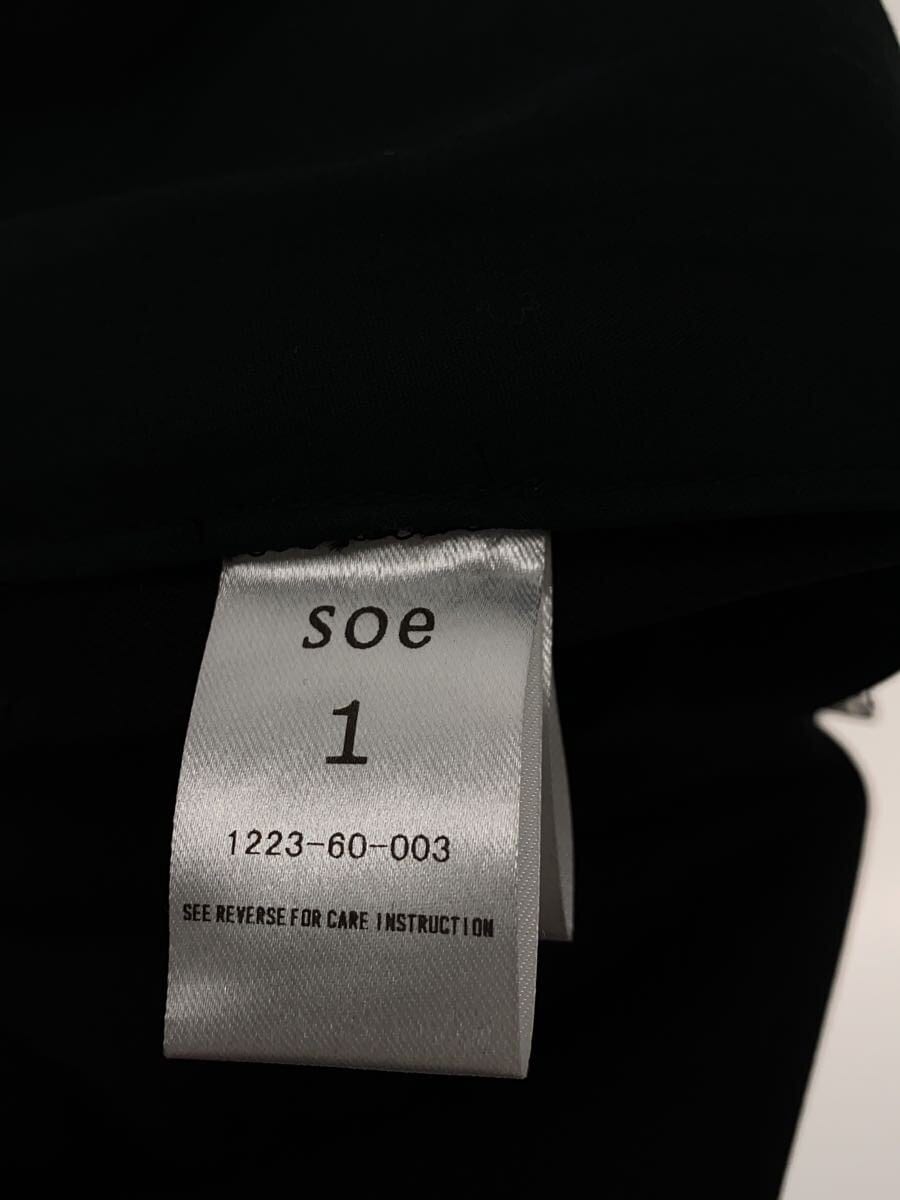 soe
1
1223-60-003
SEE REVERSE FOR CARE INSTRUCTION